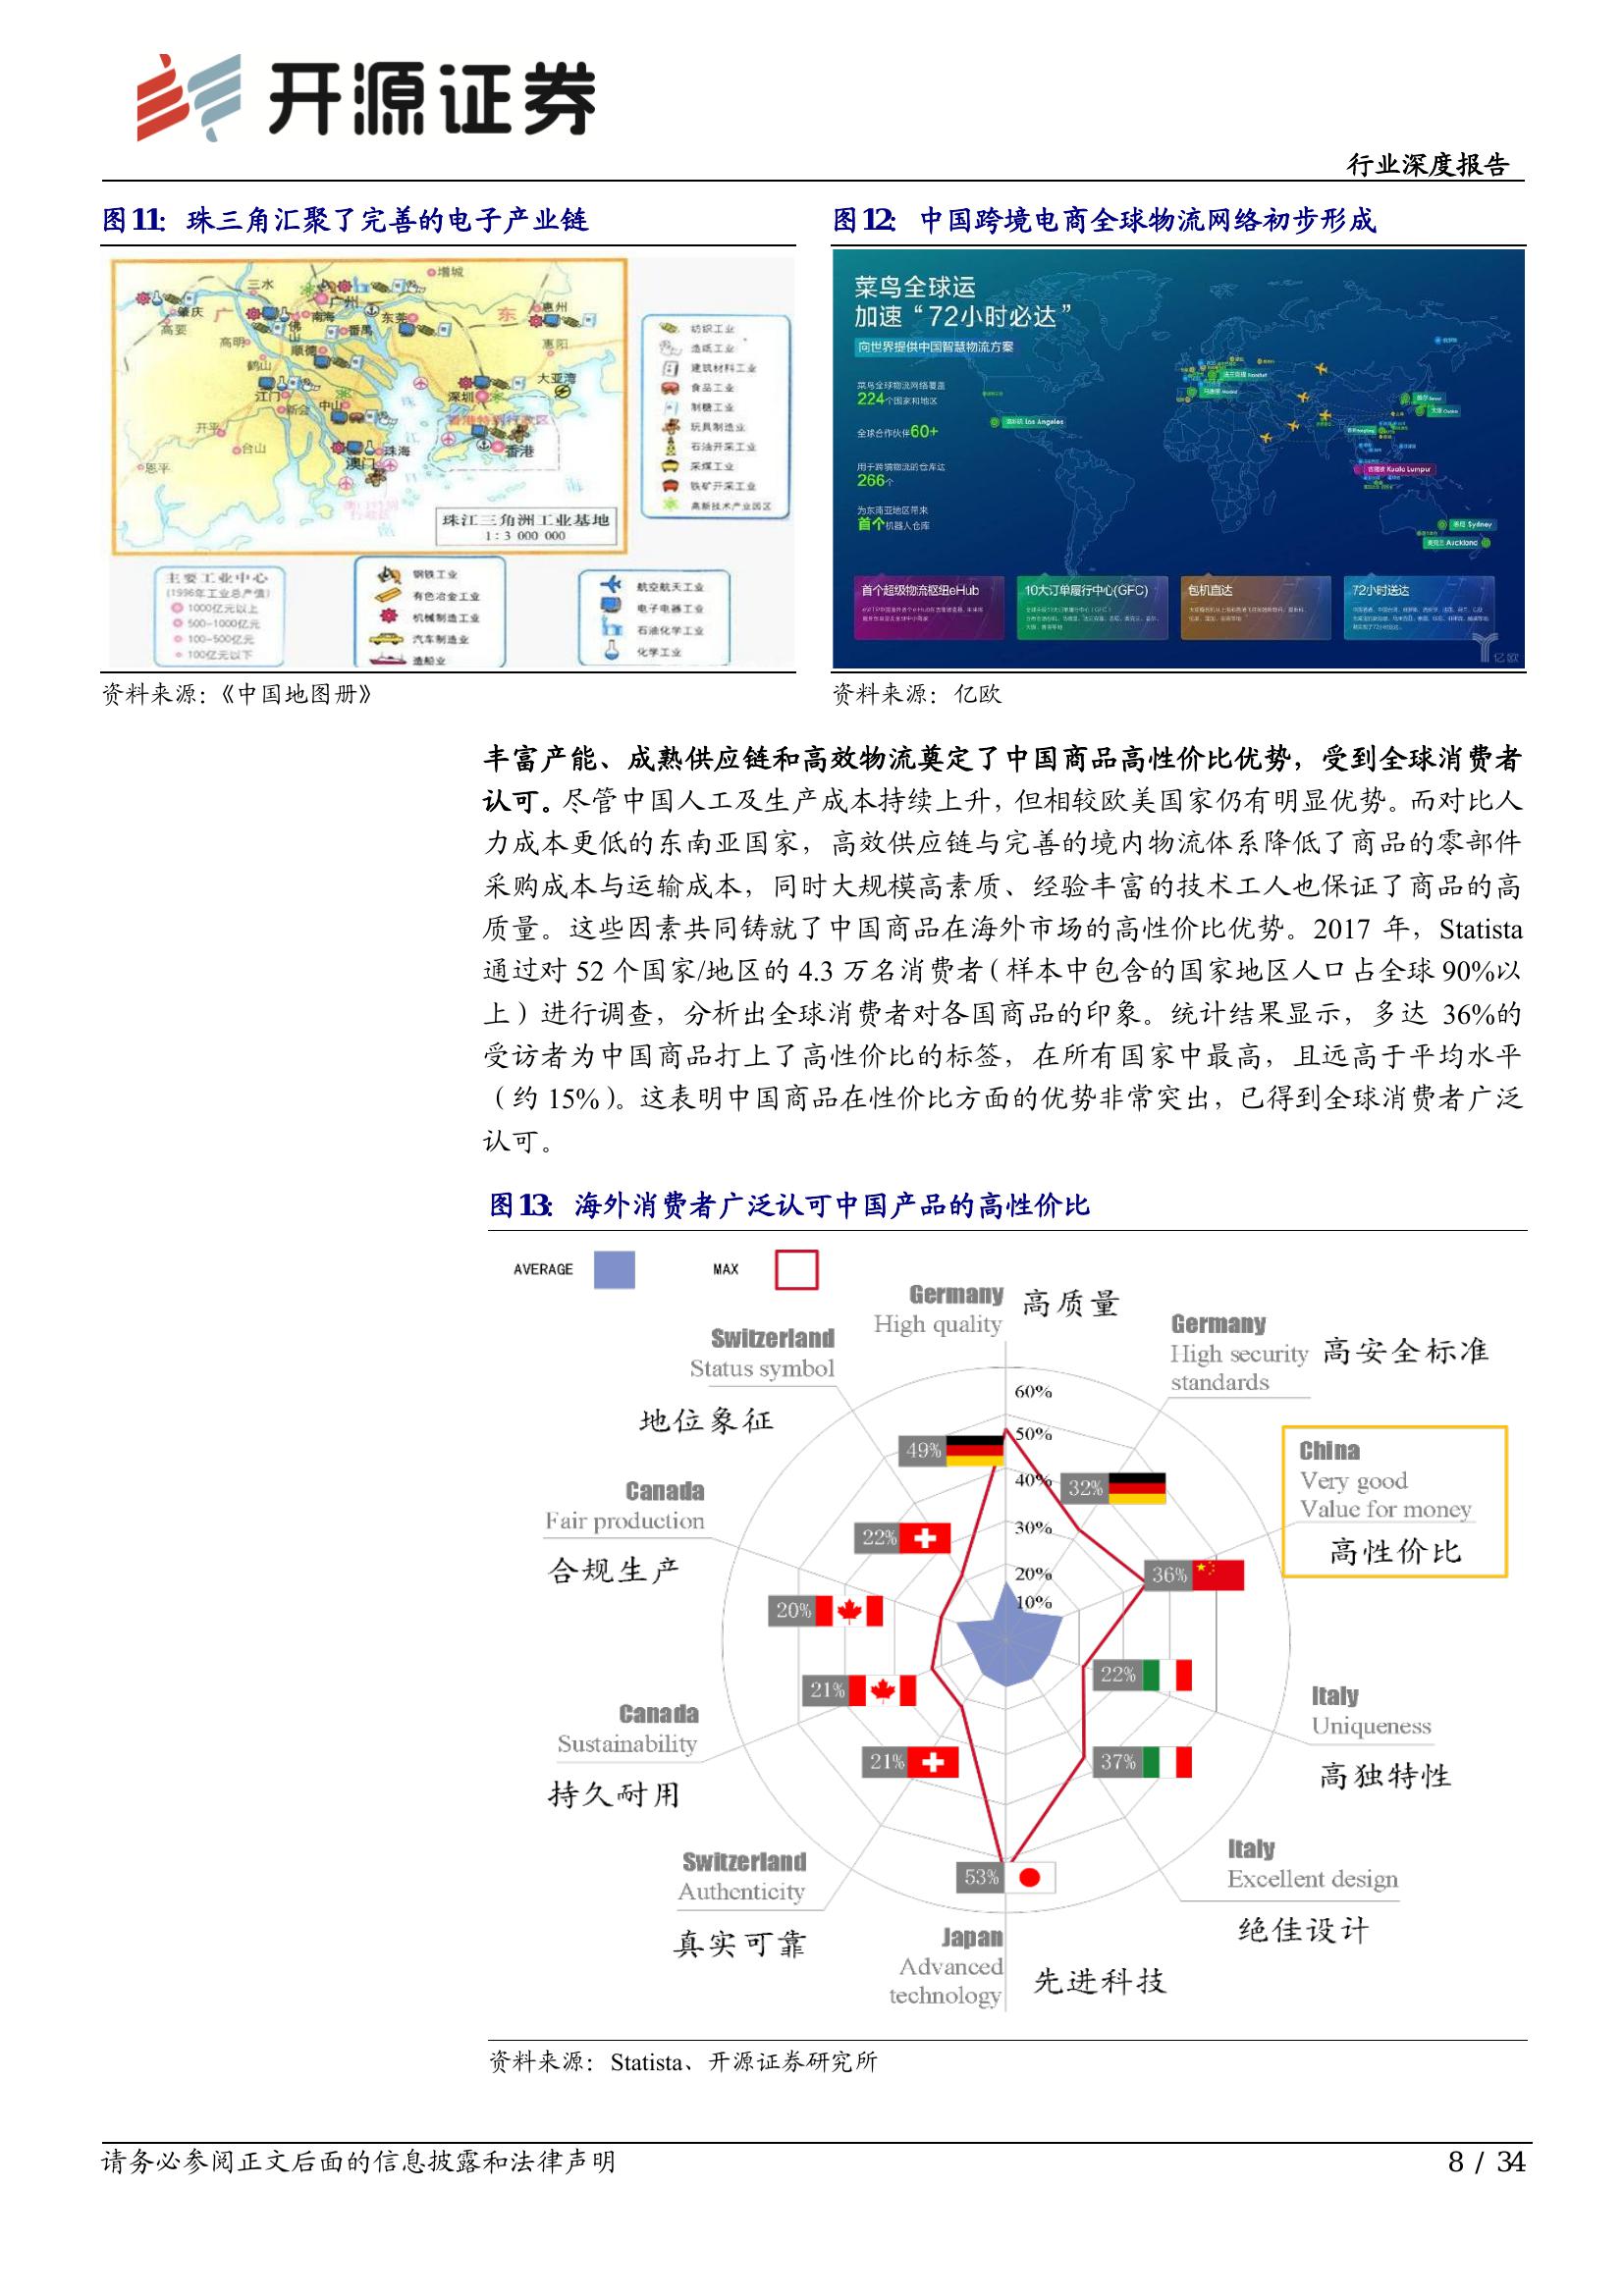 开源证券
行业深度报告
图11: 珠三角汇聚了完善的电子产业链
图12: 中国跨境电商全球物流网络初步形成
增城
三水
广州
肇庆
广
南海
东莞
东
惠州
高要
佛山
番禺
高明
顺德
惠阳
鹤山
大亚湾
江门
中山
深圳
珠
新会
香港特别行政区
开平
江
台山
珠海
香港
恩平
澳门
海
珠江三角洲工业基地
1:3 000 000
纺织工业
造纸工业
建筑材料工业
食品工业
制糖工业
玩具制造业
石油开采工业
采煤工业
铁矿开采工业
高新技术产业园区
主要工业中心
(1996年工业总产值)
1000亿元以上
500-1000亿元
100-500亿元
100亿元以下
钢铁工业
有色冶金工业
机械制造工业
汽车制造业
造船业
航空航天工业
电子电器工业
石油化学工业
化学工业
菜鸟全球运
加速“72小时必达”
向世界提供中国智慧物流方案
菜鸟全球物流网络覆盖
224个国家和地区
全球合作伙伴60+
用于跨境物流的仓库达
266个
为东南亚地区带来
首个机器人仓库
洛杉矶 Los Angeles
吉隆坡 Kuala Lumpur
悉尼 Sydney
奥克兰 Auckland
首个超级物流枢纽eHub
10大订单履行中心(GFC)
包机直达
72小时送达
亿欧
资料来源:《中国地图册》
资料来源：亿欧
丰富产能、成熟供应链和高效物流奠定了中国商品高性价比优势，受到全球消费者
认可。尽管中国人工及生产成本持续上升，但相较欧美国家仍有明显优势。而对比人
力成本更低的东南亚国家，高效供应链与完善的境内物流体系降低了商品的零部件
采购成本与运输成本，同时大规模高素质、经验丰富的技术工人也保证了商品的高
质量。这些因素共同铸就了中国商品在海外市场的高性价比优势。2017 年，Statista
通过对 52 个国家/地区的 4.3 万名消费者（样本中包含的国家地区人口占全球 90%以
上）进行调查，分析出全球消费者对各国商品的印象。统计结果显示，多达 36%的
受访者为中国商品打上了高性价比的标签，在所有国家中最高，且远高于平均水平
（约 15%）。这表明中国商品在性价比方面的优势非常突出，已得到全球消费者广泛
认可。
图13: 海外消费者广泛认可中国产品的高性价比
AVERAGE
MAX
Germany
High quality
高质量
Germany
High security
standards
高安全标准
Switzerland
Status symbol
地位象征
China
Very good
Value for money
高性价比
Canada
Fair production
合规生产
60%
50%
40%
30%
20%
10%
49%
32%
22%
36%
20%
22%
21%
21%
37%
53%
Italy
Uniqueness
高独特性
Canada
Sustainability
持久耐用
Italy
Excellent design
绝佳设计
Switzerland
Authenticity
真实可靠
Japan
Advanced
technology
先进科技
资料来源：Statista、开源证券研究所
请务必参阅正文后面的信息披露和法律声明
8 / 34